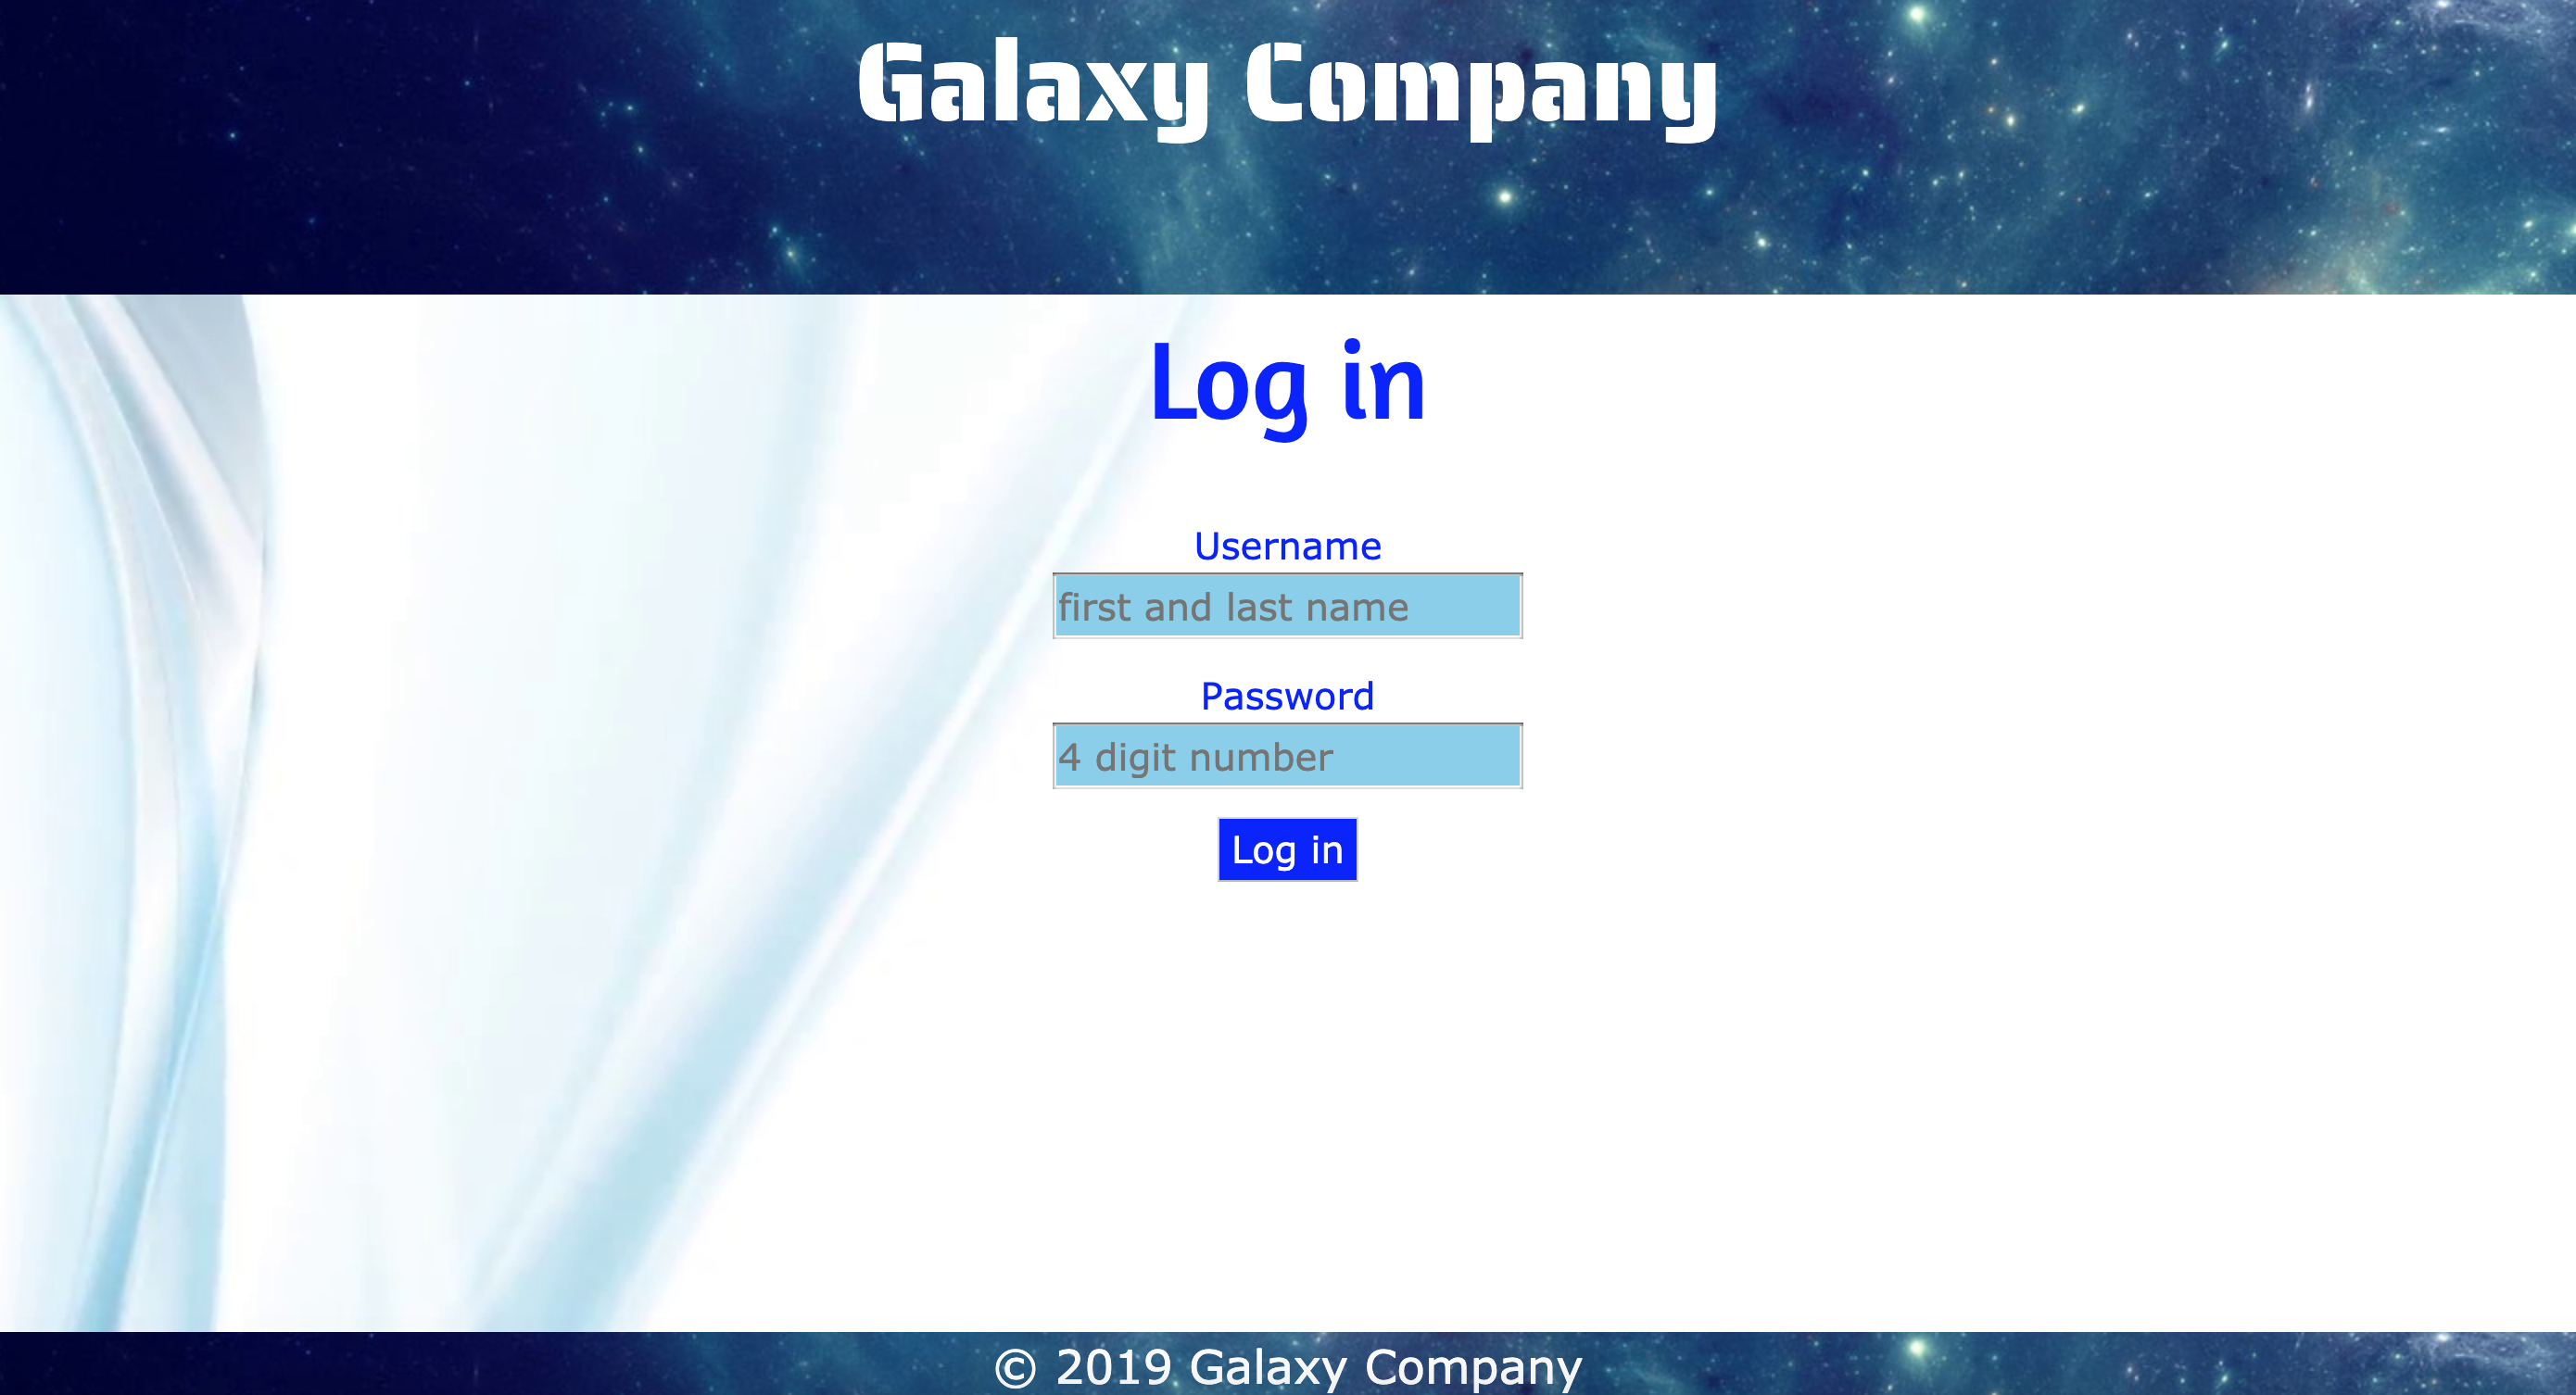 Galaxy Company
Log in
Username
first and last name
Password
4 digit number
Log in
© 2019 Galaxy Company